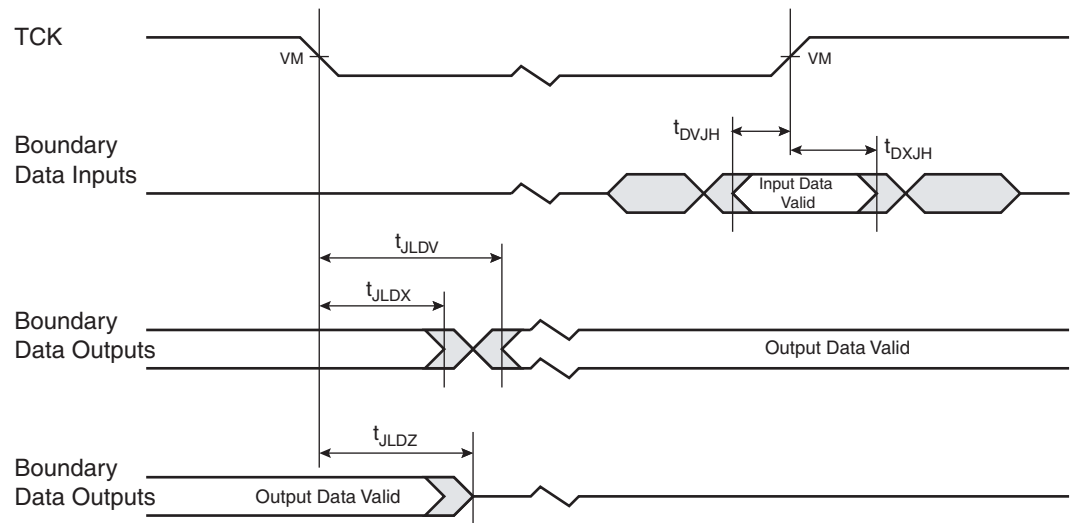 TCK
VM
VM
Boundary
Data Inputs
tDVJH
tDXJH
Input Data
Valid
tJLDV
tJLDX
Boundary
Data Outputs
Output Data Valid
tJLDZ
Boundary
Data Outputs
Output Data Valid